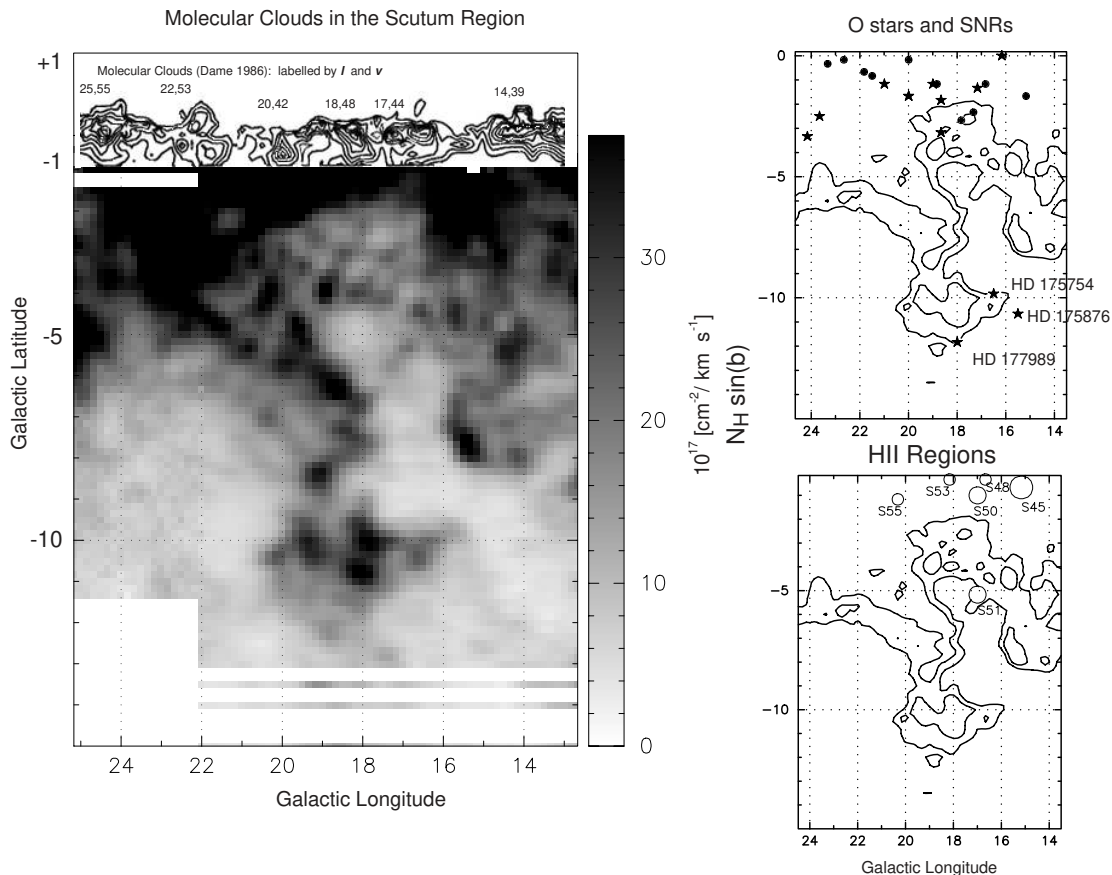 Molecular Clouds in the Scutum Region
+1
Molecular Clouds (Dame 1986): labelled by l and v
25,55
22,53
20,42
18,48
17,44
14,39
-1
-5
-10
Galactic Latitude
24
22
20
18
16
14
Galactic Longitude
30
20
10
0
10^17 [cm^-2/ km s^-1]
N_H sin(b)
O stars and SNRs
0
−5
−10
HD 175754
HD 175876
HD 177989
24
22
20
18
16
14
HII Regions
S53
S48
S55
S50
S45
−5
S51
−10
24
22
20
18
16
14
Galactic Longitude